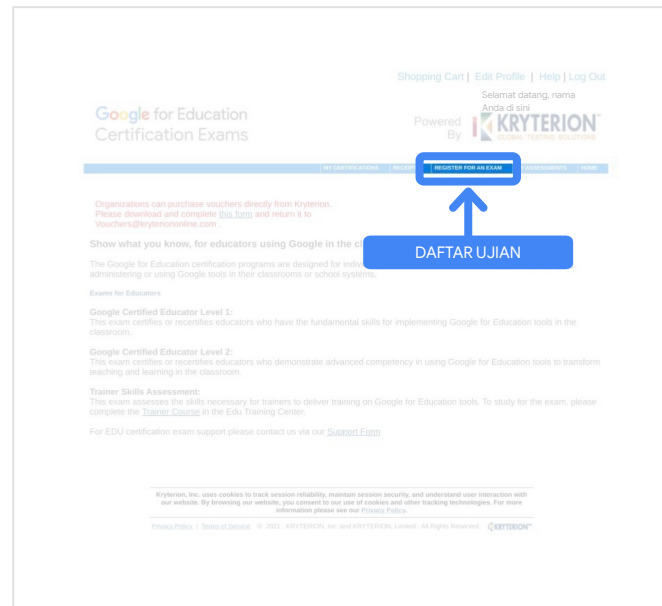 Shopping Cart | Edit Profile | Help | Log Out
Selamat datang, nama
Anda di sini
Google for Education
Certification Exams
Powered
By
KRYTERION™
GLOBAL TESTING SOLUTIONS
MY CERTIFICATIONS | RECEIPT | REGISTER FOR AN EXAM | ASSESSMENTS | HOME
Organizations can purchase vouchers directly from Kryterion.
Please download and complete this form and return it to
Vouchers@kryteriononline.com .
DAFTAR UJIAN
Show what you know, for educators using Google in the cl
The Google for Education certification programs are designed for indivi
administering or using Google tools in their classrooms or school systems.
Exams for Educators
Google Certified Educator Level 1:
This exam certifies or recertifies educators who have the fundamental skills for implementing Google for Education tools in the
classroom.
Google Certified Educator Level 2:
This exam certifies or recertifies educators who demonstrate advanced competency in using Google for Education tools to transform
teaching and learning in the classroom.
Trainer Skills Assessment:
This exam assesses the skills necessary for trainers to deliver training on Google for Education tools. To study for the exam, please
complete the Trainer Course in the Edu Training Center.
For EDU certification exam support please contact us via our Support Form
Kryterion, Inc. uses cookies to track session reliability, maintain session security, and understand user interaction with
our website. By browsing our website, you consent to our use of cookies and other tracking technologies. For more
information please see our Privacy Policy.
Privacy Policy | Terms of Service © 2021 - KRYTERION, Inc. and KRYTERION, Limited - All Rights Reserved. KRYTERION™